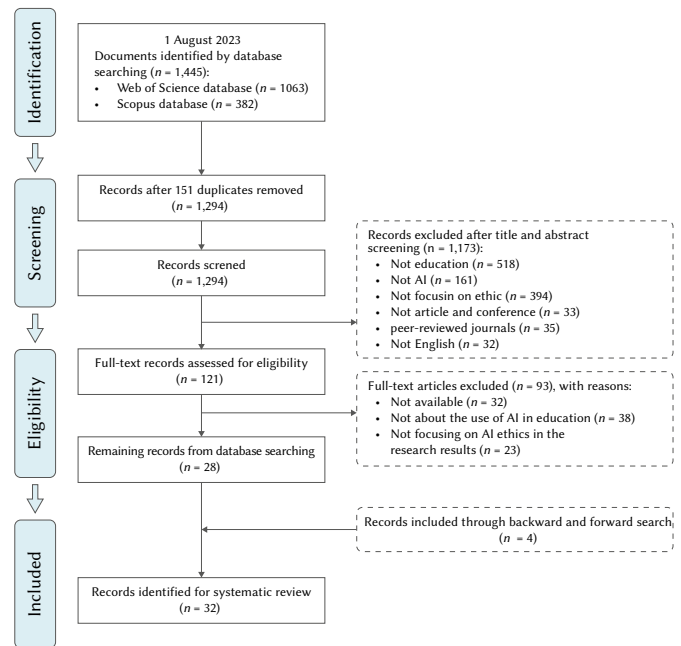 Identification
1 August 2023
Documents identified by database
searching (n = 1,445):
• Web of Science database (n = 1063)
• Scopus database (n = 382)
Screening
Records after 151 duplicates removed
(n = 1,294)
Records screned
(n = 1,294)
Records excluded after title and abstract
screening (n = 1,173):
• Not education (n = 518)
• Not AI (n = 161)
• Not focusin on ethic (n = 394)
• Not article and conference (n = 33)
• peer-reviewed journals (n = 35)
• Not English (n = 32)
Eligibility
Full-text records assessed for eligibility
(n = 121)
Full-text articles excluded (n = 93), with reasons:
• Not available (n = 32)
• Not about the use of AI in education (n = 38)
• Not focusing on AI ethics in the
research results (n = 23)
Remaining records from database searching
(n = 28)
Included
Records included through backward and forward search
(n = 4)
Records identified for systematic review
(n = 32)